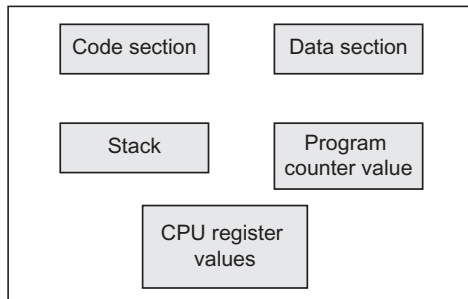 Code section
Data section
Stack
Program
counter value
CPU register
values